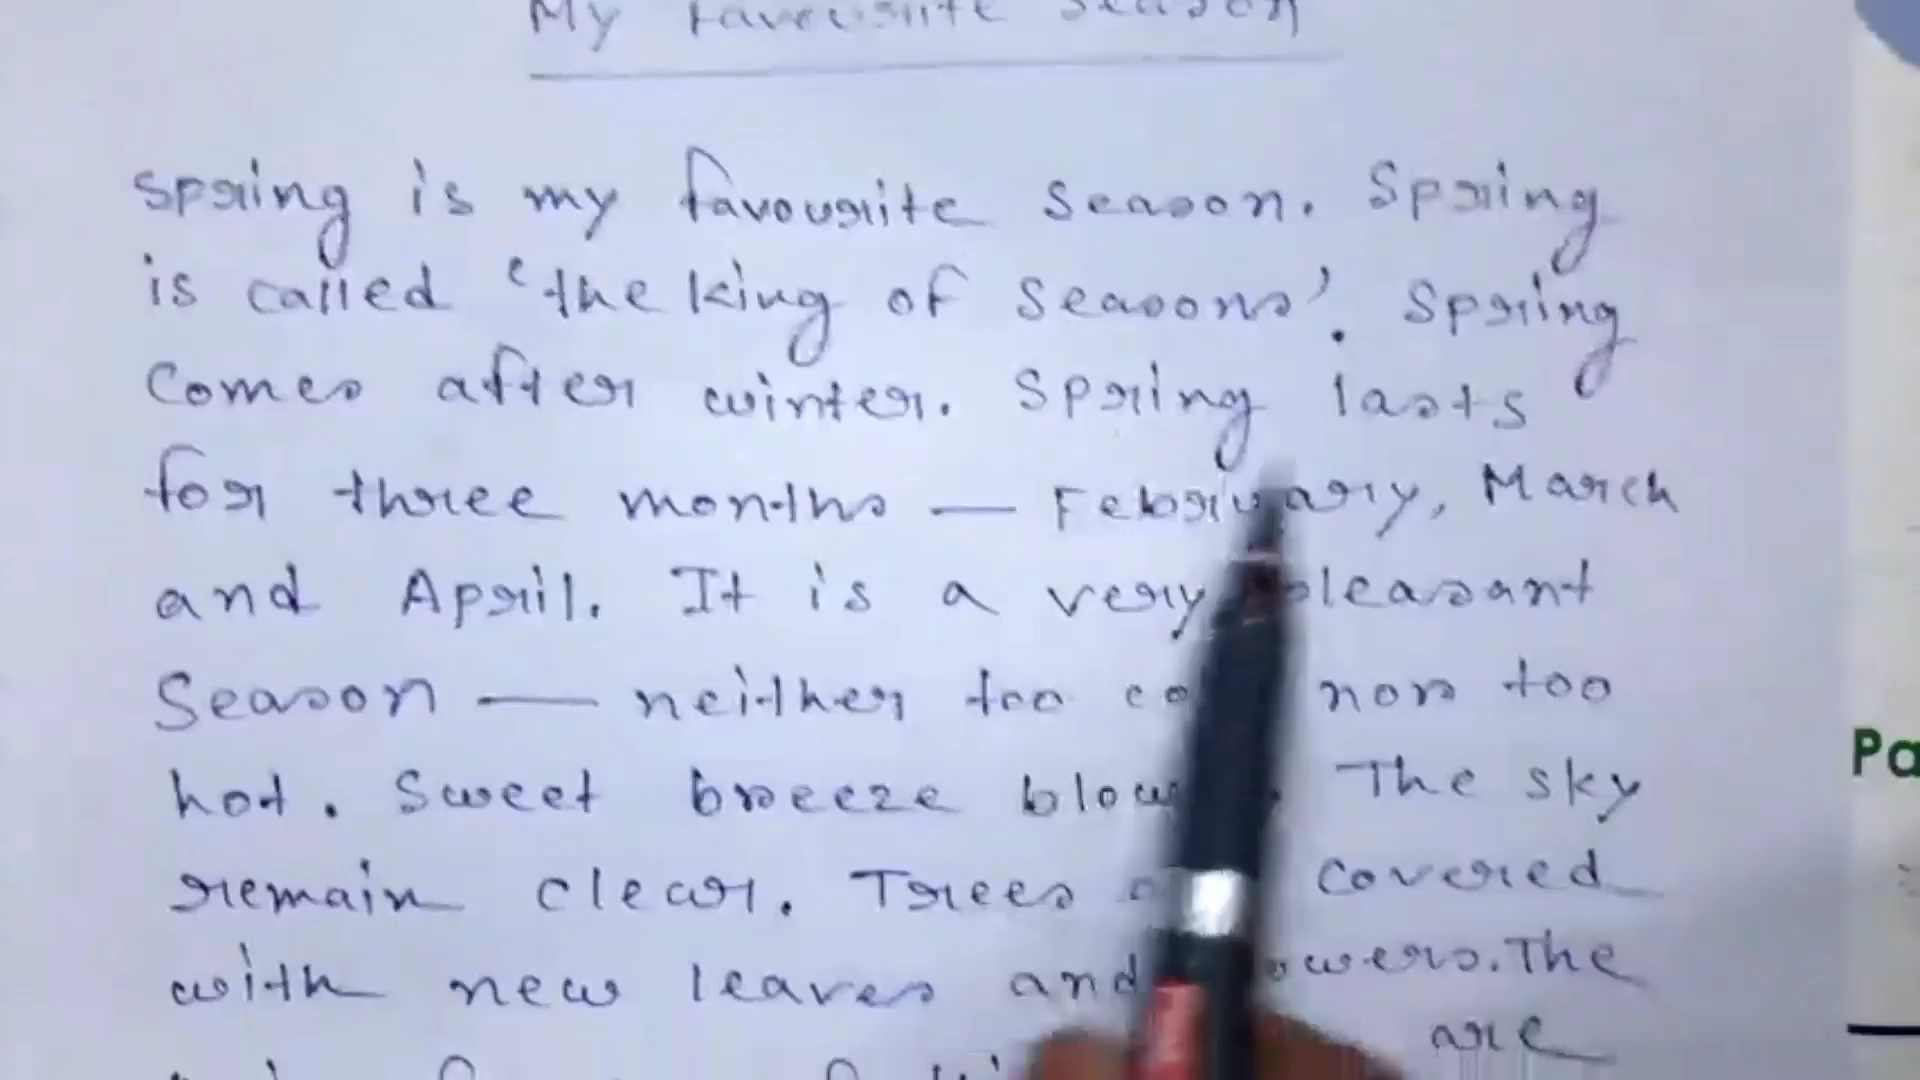 My Favourite Season
Spring is my favourite season. Spring
is called 'the king of seasons'. Spring
Comes after winter. Spring lasts
for three months — February, March
and April. It is a very pleasant
Season — neither too nor too
hot. Sweet breeze The sky
remain clear. Trees covered
with new leaves and The
are
Pa